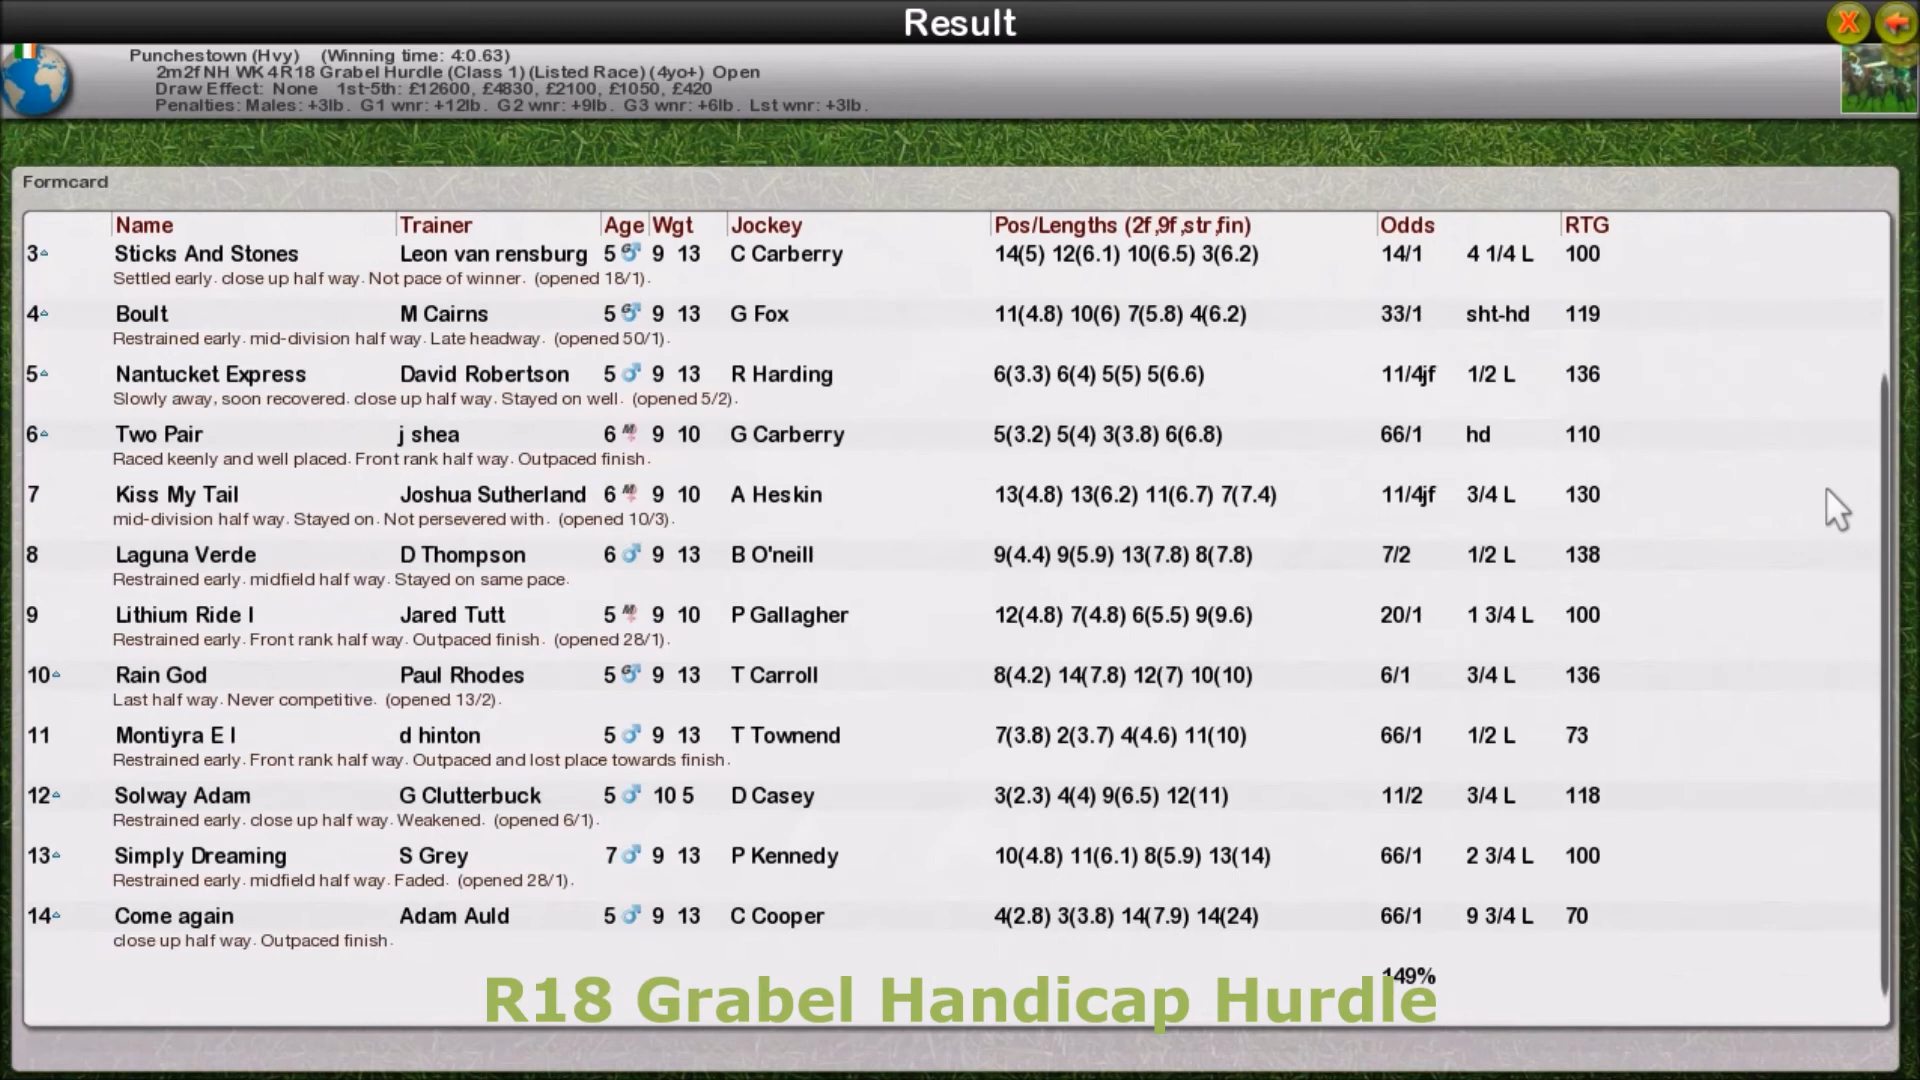 Result
Punchestown (Hvy) (Winning time: 4:0.63)
2m2f NH WK 4 R18 Grabel Hurdle (Class 1) (Listed Race) (4yo+) Open
Draw Effect: None 1st-5th: £12600, £4830, £2100, £1050, £420
Penalties: Males: +3lb. G1 wnr: +12lb. G2 wnr: +9lb. G3 wnr: +6lb. Lst wnr: +3lb.
Formcard
Name Trainer Age Wgt Jockey Pos/Lengths (2f,9f,str,fin) Odds RTG
3 Sticks And Stones Leon van rensburg 5 9 13 C Carberry 14(5) 12(6.1) 10(6.5) 3(6.2) 14/1 4 1/4 L 100
Settled early. close up half way. Not pace of winner. (opened 18/1).
4 Boult M Cairns 5 9 13 G Fox 11(4.8) 10(6) 7(5.8) 4(6.2) 33/1 sht-hd 119
Restrained early. mid-division half way. Late headway. (opened 50/1).
5 Nantucket Express David Robertson 5 9 13 R Harding 6(3.3) 6(4) 5(5) 5(6.6) 11/4jf 1/2 L 136
Slowly away, soon recovered. close up half way. Stayed on well. (opened 5/2).
6 Two Pair j shea 6 9 10 G Carberry 5(3.2) 5(4) 3(3.8) 6(6.8) 66/1 hd 110
Raced keenly and well placed. Front rank half way. Outpaced finish.
7 Kiss My Tail Joshua Sutherland 6 9 10 A Heskin 13(4.8) 13(6.2) 11(6.7) 7(7.4) 11/4jf 3/4 L 130
mid-division half way. Stayed on. Not persevered with. (opened 10/3).
8 Laguna Verde D Thompson 6 9 13 B O'neill 9(4.4) 9(5.9) 13(7.8) 8(7.8) 7/2 1/2 L 138
Restrained early. midfield half way. Stayed on same pace.
9 Lithium Ride I Jared Tutt 5 9 10 P Gallagher 12(4.8) 7(4.8) 6(5.5) 9(9.6) 20/1 1 3/4 L 100
Restrained early. Front rank half way. Outpaced finish. (opened 28/1).
10 Rain God Paul Rhodes 5 9 13 T Carroll 8(4.2) 14(7.8) 12(7) 10(10) 6/1 3/4 L 136
Last half way. Never competitive. (opened 13/2).
11 Montiyra E I d hinton 5 9 13 T Townend 7(3.8) 2(3.7) 4(4.6) 11(10) 66/1 1/2 L 73
Restrained early. Front rank half way. Outpaced and lost place towards finish.
12 Solway Adam G Clutterbuck 5 10 5 D Casey 3(2.3) 4(4) 9(6.5) 12(11) 11/2 3/4 L 118
Restrained early. close up half way. Weakened. (opened 6/1).
13 Simply Dreaming S Grey 7 9 13 P Kennedy 10(4.8) 11(6.1) 8(5.9) 13(14) 66/1 2 3/4 L 100
Restrained early. midfield half way. Faded. (opened 28/1).
14 Come again Adam Auld 5 9 13 C Cooper 4(2.8) 3(3.8) 14(7.9) 14(24) 66/1 9 3/4 L 70
close up half way. Outpaced finish.
149%
R18 Grabel Handicap Hurdle